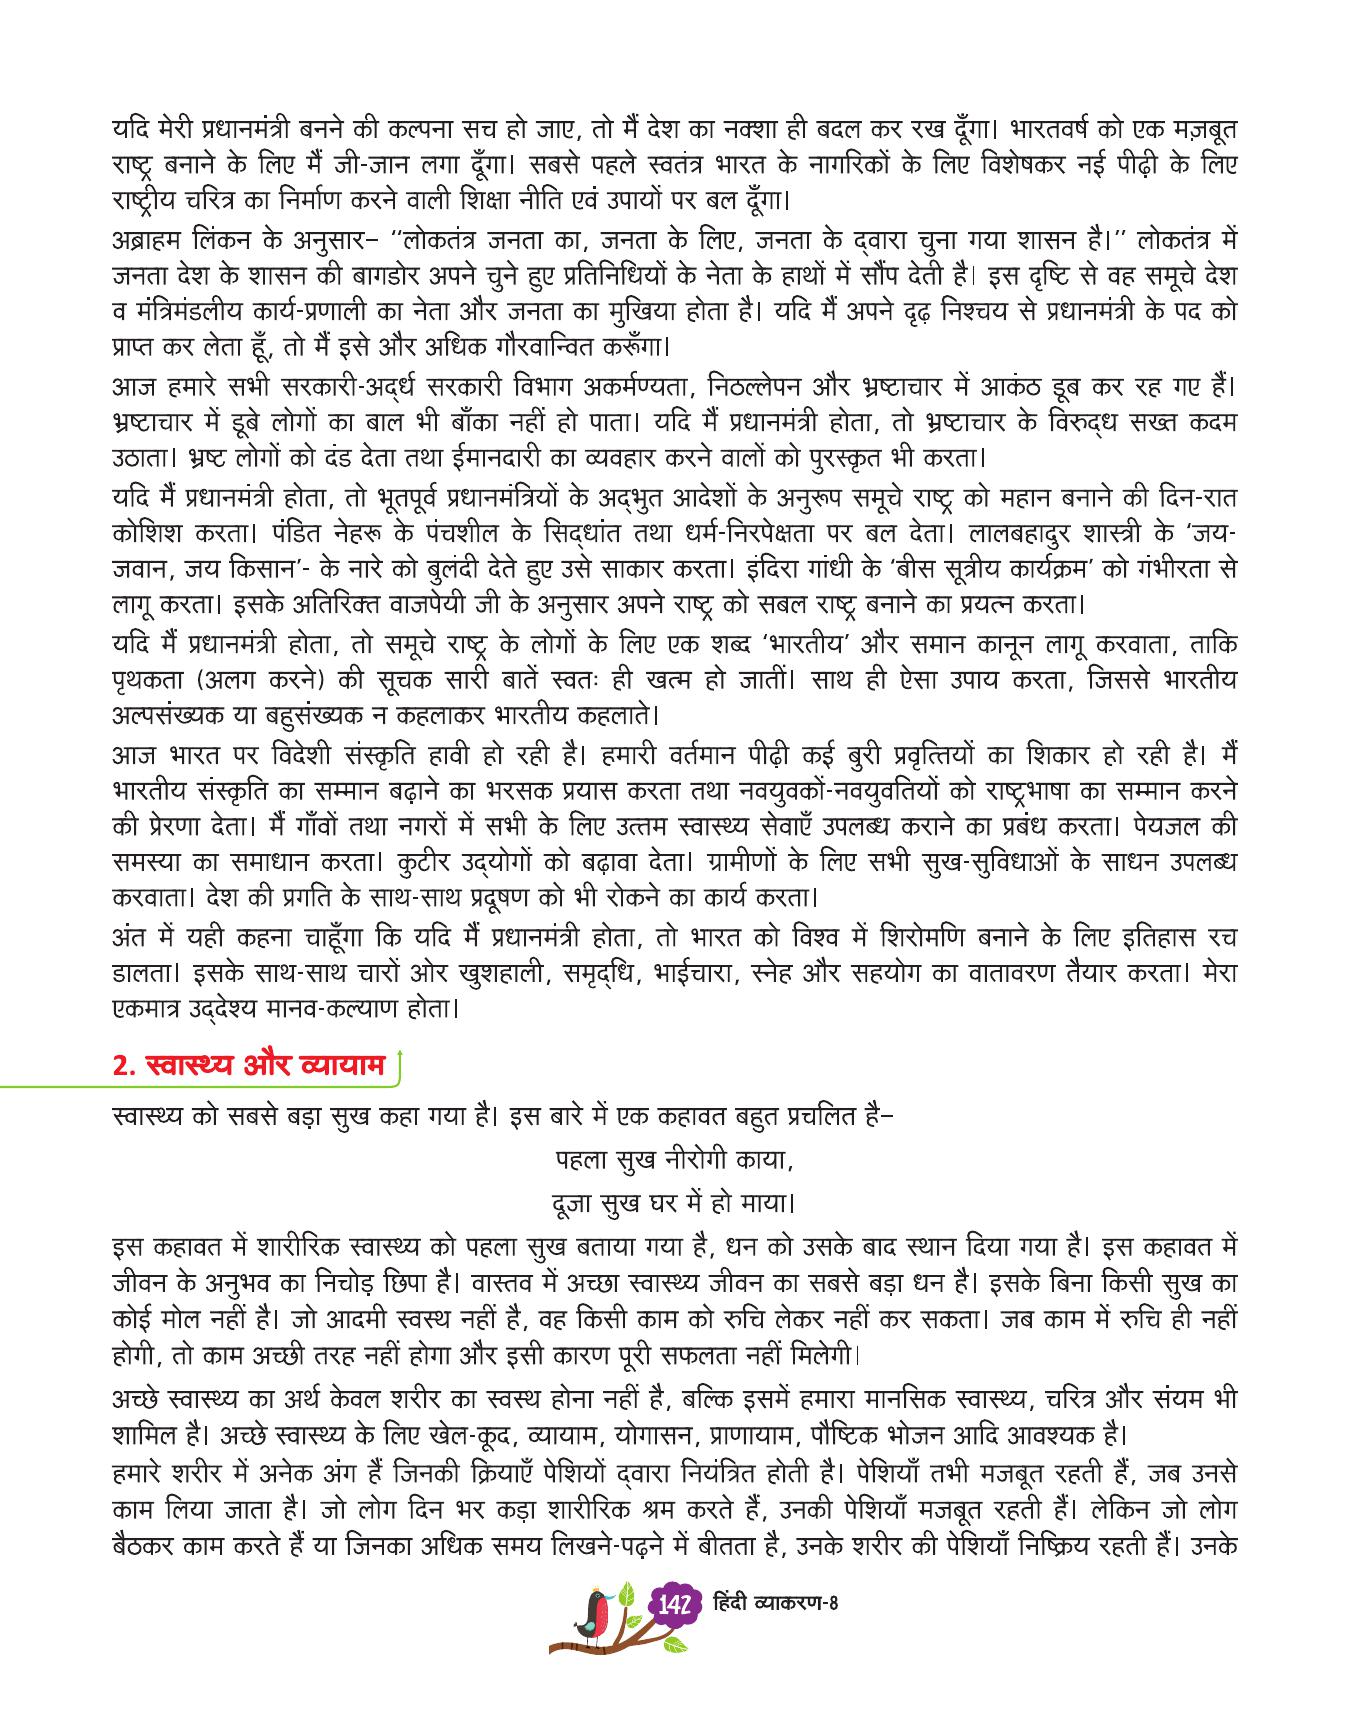 यदि मेरी प्रधानमंत्री बनने की कल्पना सच हो जाए, तो मैं देश का नक्शा ही बदल कर रख दूँगा। भारतवर्ष को एक मज़बूत
राष्ट्र बनाने के लिए मैं जी-जान लगा दूँगा। सबसे पहले स्वतंत्र भारत के नागरिकों के लिए विशेषकर नई पीढ़ी के लिए
राष्ट्रीय चरित्र का निर्माण करने वाली शिक्षा नीति एवं उपायों पर बल दूँगा।
अब्राहम लिंकन के अनुसार– ‘‘लोकतंत्र जनता का, जनता के लिए, जनता के द्वारा चुना गया शासन है।’’ लोकतंत्र में
जनता देश के शासन की बागडोर अपने चुने हुए प्रतिनिधियों के नेता के हाथों में सौंप देती है। इस दृष्टि से वह समूचे देश
व मंत्रिमंडलीय कार्य-प्रणाली का नेता और जनता का मुखिया होता है। यदि मैं अपने दृढ़ निश्चय से प्रधानमंत्री के पद को
प्राप्त कर लेता हूँ, तो मैं इसे और अधिक गौरवान्वित करूँगा।
आज हमारे सभी सरकारी-अद्र्ध सरकारी विभाग अकर्मण्यता, निठल्लेपन और भ्रष्टाचार में आकंठ डूब कर रह गए हैं।
भ्रष्टाचार में डूबे लोगों का बाल भी बाँका नहीं हो पाता। यदि मैं प्रधानमंत्री होता, तो भ्रष्टाचार के विरुद्ध सख्त कदम
उठाता। भ्रष्ट लोगों को दंड देता तथा ईमानदारी का व्यवहार करने वालों को पुरस्कृत भी करता।
यदि मैं प्रधानमंत्री होता, तो भूतपूर्व प्रधानमंत्रियों के अद्भुत आदेशों के अनुरूप समूचे राष्ट्र को महान बनाने की दिन-रात
कोशिश करता। पंडित नेहरू के पंचशील के सिद्धांत तथा धर्म-निरपेक्षता पर बल देता। लालबहादुर शास्त्री के ‘जय-
जवान, जय किसान’- के नारे को बुलंदी देते हुए उसे साकार करता। इंदिरा गांधी के ‘बीस सूत्रीय कार्यक्रम’ को गंभीरता से
लागू करता। इसके अतिरिक्त वाजपेयी जी के अनुसार अपने राष्ट्र को सबल राष्ट्र बनाने का प्रयत्न करता।
यदि मैं प्रधानमंत्री होता, तो समूचे राष्ट्र के लोगों के लिए एक शब्द ‘भारतीय’ और समान कानून लागू करवाता, ताकि
पृथकता (अलग करने) की सूचक सारी बातें स्वतः ही खत्म हो जातीं। साथ ही ऐसा उपाय करता, जिससे भारतीय
अल्पसंख्यक या बहुसंख्यक न कहलाकर भारतीय कहलाते।
आज भारत पर विदेशी संस्कृति हावी हो रही है। हमारी वर्तमान पीढ़ी कई बुरी प्रवृत्तियों का शिकार हो रही है। मैं
भारतीय संस्कृति का सम्मान बढ़ाने का भरसक प्रयास करता तथा नवयुवकों-नवयुवतियों को राष्ट्रभाषा का सम्मान करने
की प्रेरणा देता। मैं गाँवों तथा नगरों में सभी के लिए उत्तम स्वास्थ्य सेवाएँ उपलब्ध कराने का प्रबंध करता। पेयजल की
समस्या का समाधान करता। कुटीर उद्योगों को बढ़ावा देता। ग्रामीणों के लिए सभी सुख-सुविधाओं के साधन उपलब्ध
करवाता। देश की प्रगति के साथ-साथ प्रदूषण को भी रोकने का कार्य करता।
अंत में यही कहना चाहूँगा कि यदि मैं प्रधानमंत्री होता, तो भारत को विश्व में शिरोमणि बनाने के लिए इतिहास रच
डालता। इसके साथ-साथ चारों ओर खुशहाली, समृद्धि, भाईचारा, स्नेह और सहयोग का वातावरण तैयार करता। मेरा
एकमात्र उद्देश्य मानव-कल्याण होता।
2. स्वास्थ्य और व्यायाम
स्वास्थ्य को सबसे बड़ा सुख कहा गया है। इस बारे में एक कहावत बहुत प्रचलित है–
पहला सुख नीरोगी काया,
दूजा सुख घर में हो माया।
इस कहावत में शारीरिक स्वास्थ्य को पहला सुख बताया गया है, धन को उसके बाद स्थान दिया गया है। इस कहावत में
जीवन के अनुभव का निचोड़ छिपा है। वास्तव में अच्छा स्वास्थ्य जीवन का सबसे बड़ा धन है। इसके बिना किसी सुख का
कोई मोल नहीं है। जो आदमी स्वस्थ नहीं है, वह किसी काम को रुचि लेकर नहीं कर सकता। जब काम में रुचि ही नहीं
होगी, तो काम अच्छी तरह नहीं होगा और इसी कारण पूरी सफलता नहीं मिलेगी।
अच्छे स्वास्थ्य का अर्थ केवल शरीर का स्वस्थ होना नहीं है, बल्कि इसमें हमारा मानसिक स्वास्थ्य, चरित्र और संयम भी
शामिल है। अच्छे स्वास्थ्य के लिए खेल-कूद, व्यायाम, योगासन, प्राणायाम, पौष्टिक भोजन आदि आवश्यक है।
हमारे शरीर में अनेक अंग हैं जिनकी क्रियाएँ पेशियों द्वारा नियंत्रित होती है। पेशियाँ तभी मजबूत रहती हैं, जब उनसे
काम लिया जाता है। जो लोग दिन भर कड़ा शारीरिक श्रम करते हैं, उनकी पेशियाँ मजबूत रहती हैं। लेकिन जो लोग
बैठकर काम करते हैं या जिनका अधिक समय लिखने-पढ़ने में बीतता है, उनके शरीर की पेशियाँ निष्क्रिय रहती हैं। उनके
142 हिंदी व्याकरण-8